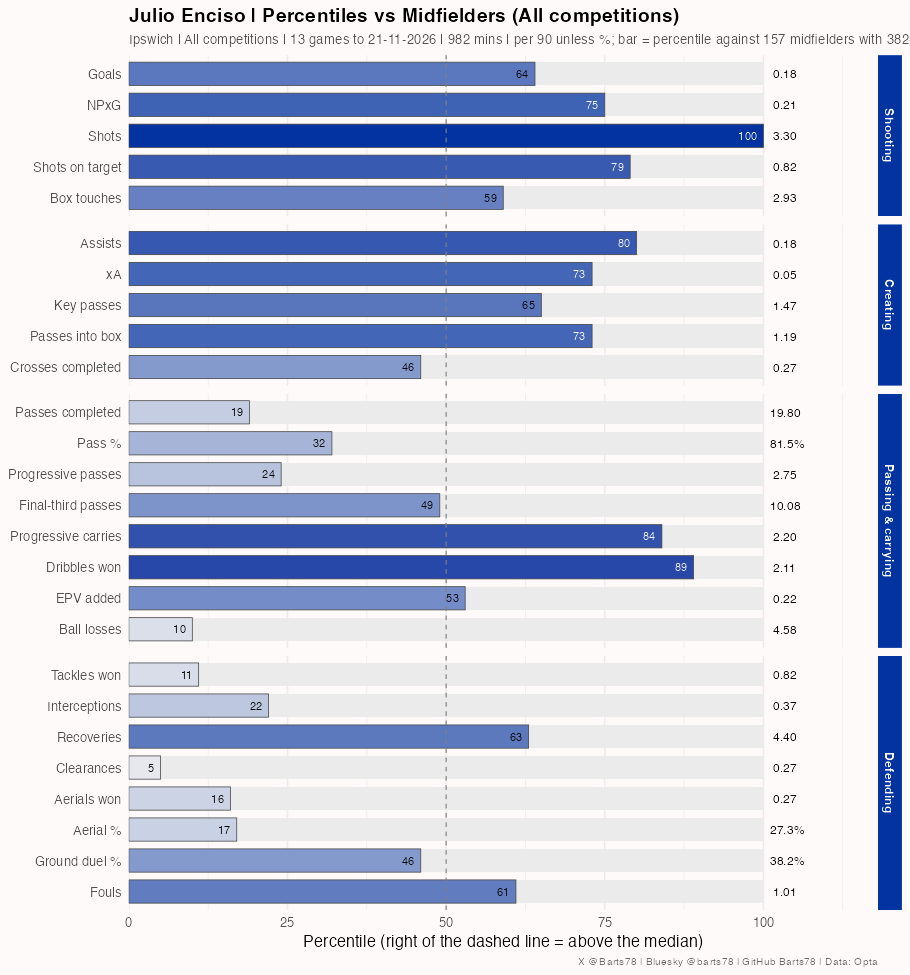 Julio Enciso | Percentiles vs Midfielders (All competitions)
Ipswich | All competitions | 13 games to 21-11-2026 | 982 mins | per 90 unless %; bar = percentile against 157 midfielders with 382
Goals 64 0.18
NPxG 75 0.21
Shots 100 3.30
Shots on target 79 0.82
Box touches 59 2.93
Shooting
Assists 80 0.18
xA 73 0.05
Key passes 65 1.47
Passes into box 73 1.19
Crosses completed 46 0.27
Creating
Passes completed 19 19.80
Pass % 32 81.5%
Progressive passes 24 2.75
Final-third passes 49 10.08
Progressive carries 84 2.20
Dribbles won 89 2.11
EPV added 53 0.22
Ball losses 10 4.58
Passing & carrying
Tackles won 11 0.82
Interceptions 22 0.37
Recoveries 63 4.40
Clearances 5 0.27
Aerials won 16 0.27
Aerial % 17 27.3%
Ground duel % 46 38.2%
Fouls 61 1.01
Defending
0 25 50 75 100
Percentile (right of the dashed line = above the median)
X @Barts78 | Bluesky @barts78 | GitHub Barts78 | Data: Opta